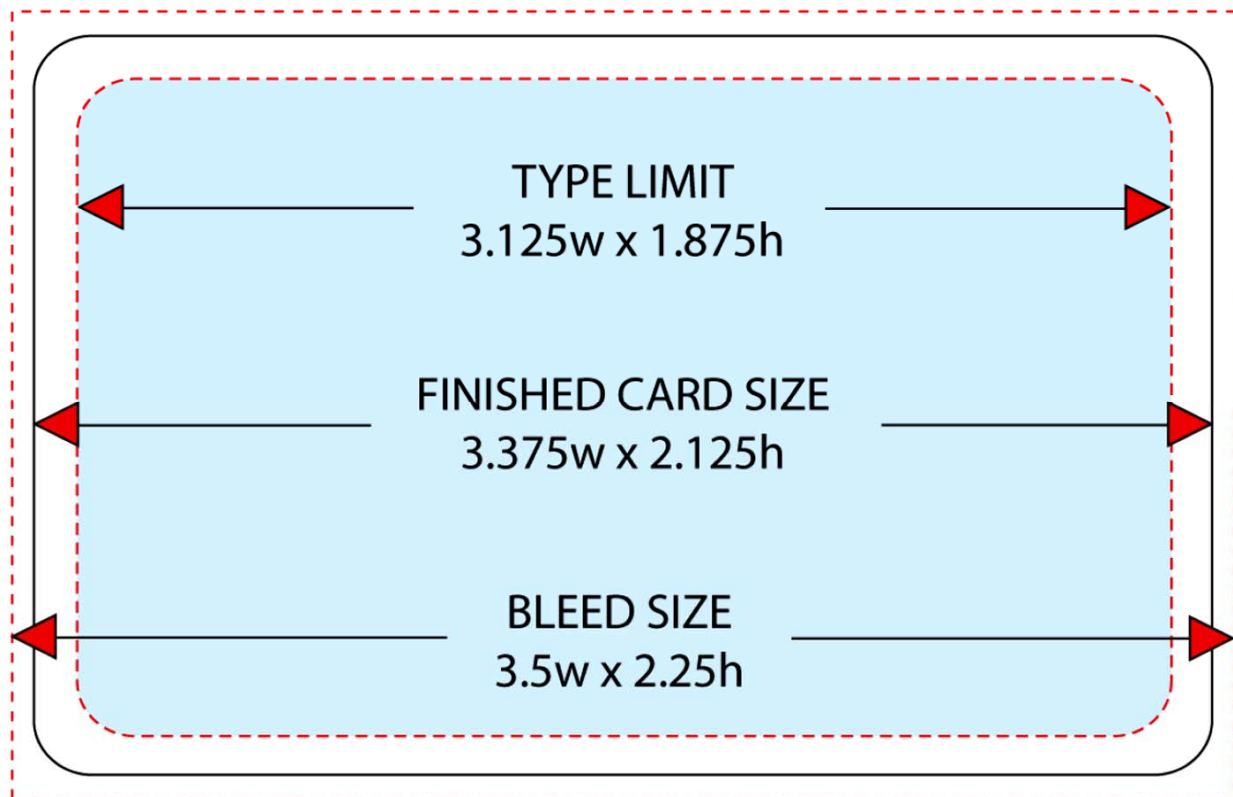 TYPE LIMIT
3.125w x 1.875h
FINISHED CARD SIZE
3.375w x 2.125h
BLEED SIZE
3.5w x 2.25h